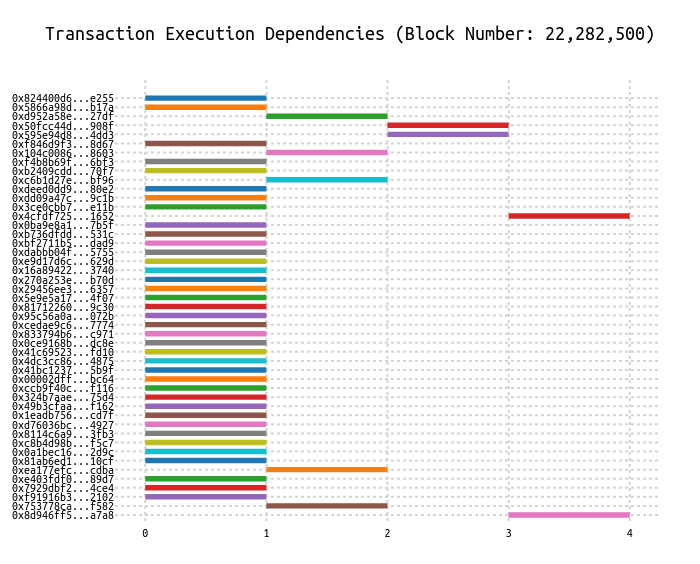 Transaction Execution Dependencies (Block Number: 22,282,500)
0x824400d6...e255
0x5866a98d...b17a
0xd952a58e...27df
0x50fcc44d...908f
0x595e94d8...4dd3
0xf846d9f3...8d67
0x104c0086...8603
0xf4b8b69f...6bf3
0xb2409cdd...70f7
0xc6b1d27e...bf96
0xdeed0dd9...80e2
0xdd09a47c...9c1b
0x3ce0cbb7...e11b
0x4cfdf725...1652
0x0ba9e8a1...7b5f
0xb736dfdd...531c
0xbf2711b5...dad9
0xdabbb04f...5755
0xe9d17d6c...629d
0x16a89422...3740
0x270a253e...b70d
0x29456ee3...6357
0x5e9e5a17...4f07
0x81712260...9c30
0x95c56a0a...072b
0xcedae9c6...7774
0x833794b6...c971
0x0ce9168b...dc8e
0x41c69523...fd10
0x4dc3cc86...4875
0x41bc1237...5b9f
0x00002dff...bc64
0xccb9f40c...f116
0x324b7aae...75d4
0x49b3cfaa...f162
0x1eadb756...cd7f
0xd76036bc...4927
0x8114c6a9...3fb3
0xc8b4d98b...f5c7
0x0a1bec16...2d9c
0x81ab6ed1...10cf
0xea177efc...cdba
0xe403fdf0...89d7
0x7929dbf2...4ce4
0xf91916b3...2102
0x753778ca...f582
0x8d946ff5...a7a8
0 1 2 3 4